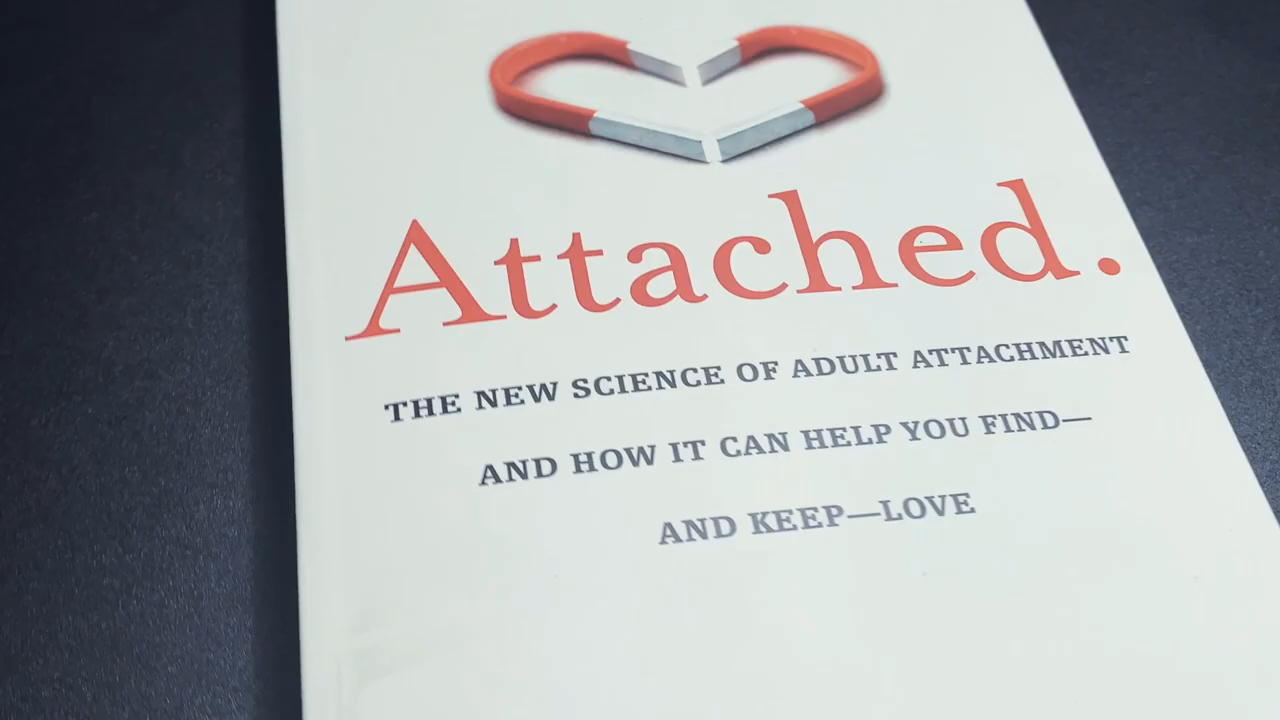 Attached.
THE NEW SCIENCE OF ADULT ATTACHMENT
AND HOW IT CAN HELP YOU FIND—
AND KEEP—LOVE